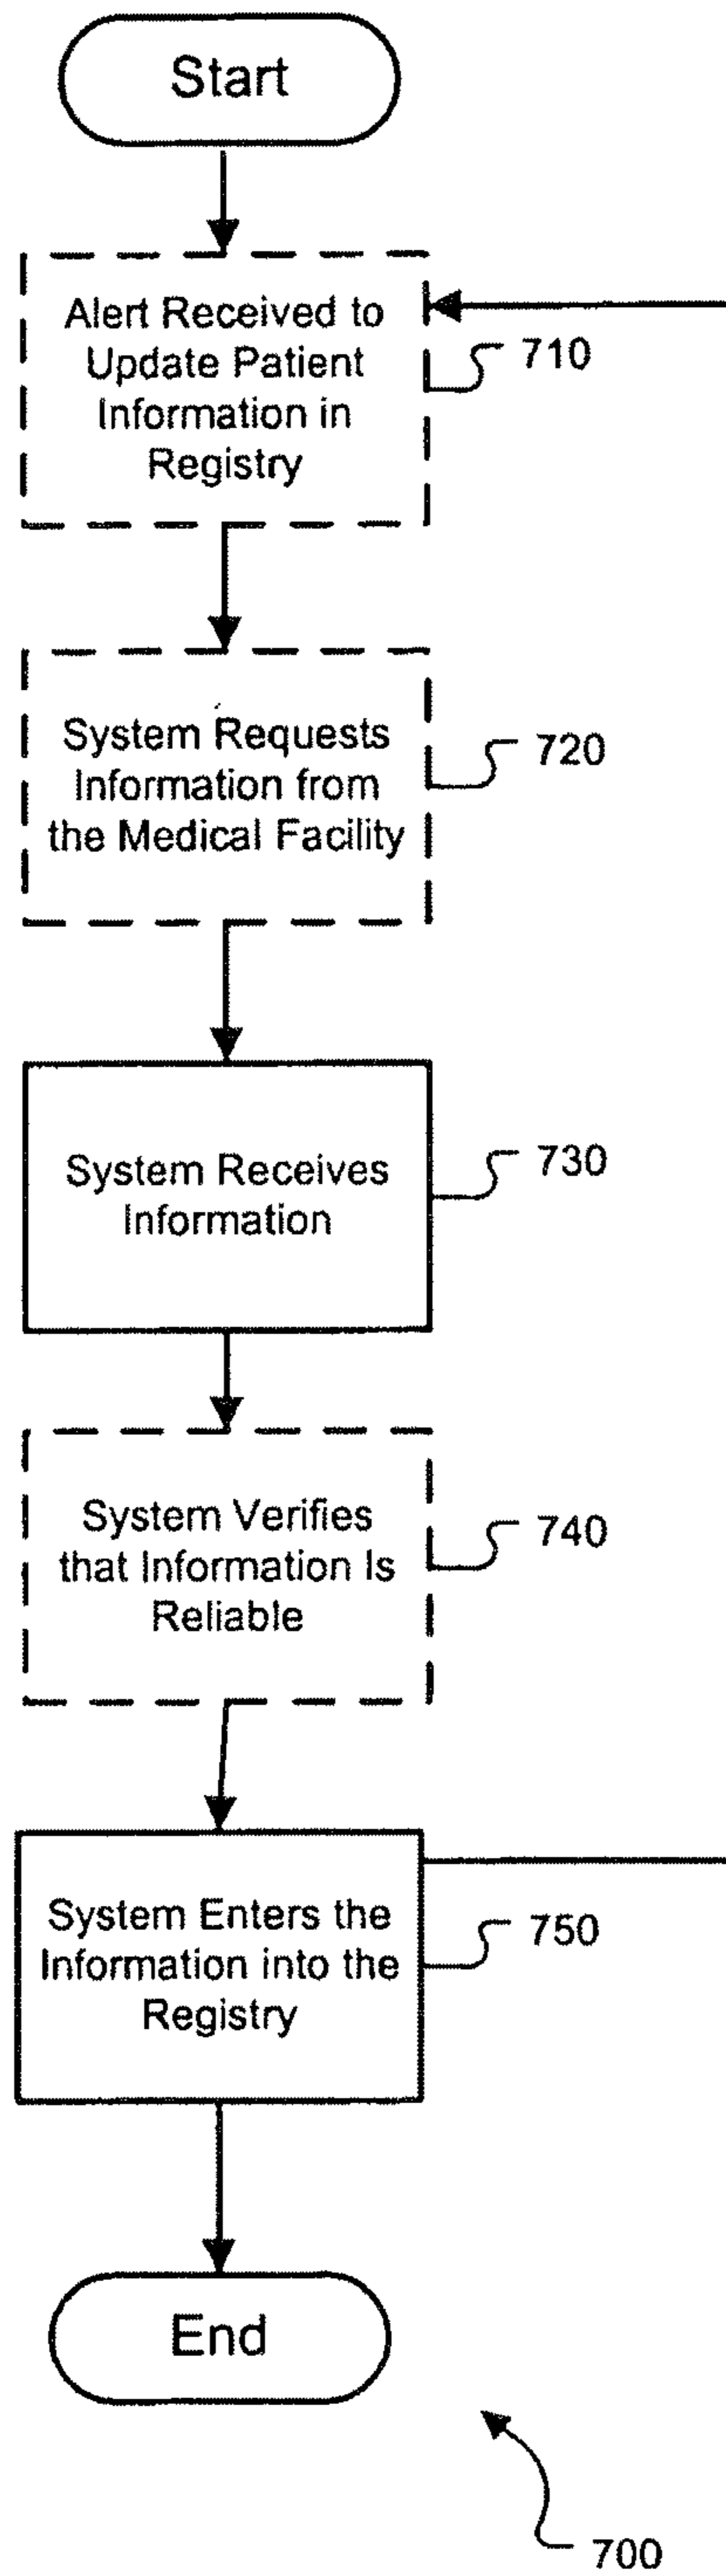 Start
Alert Received to
Update Patient
Information in
Registry
710
System Requests
Information from
the Medical Facility
720
System Receives
Information
730
System Verifies
that Information Is
Reliable
740
System Enters the
Information into the
Registry
750
End
700